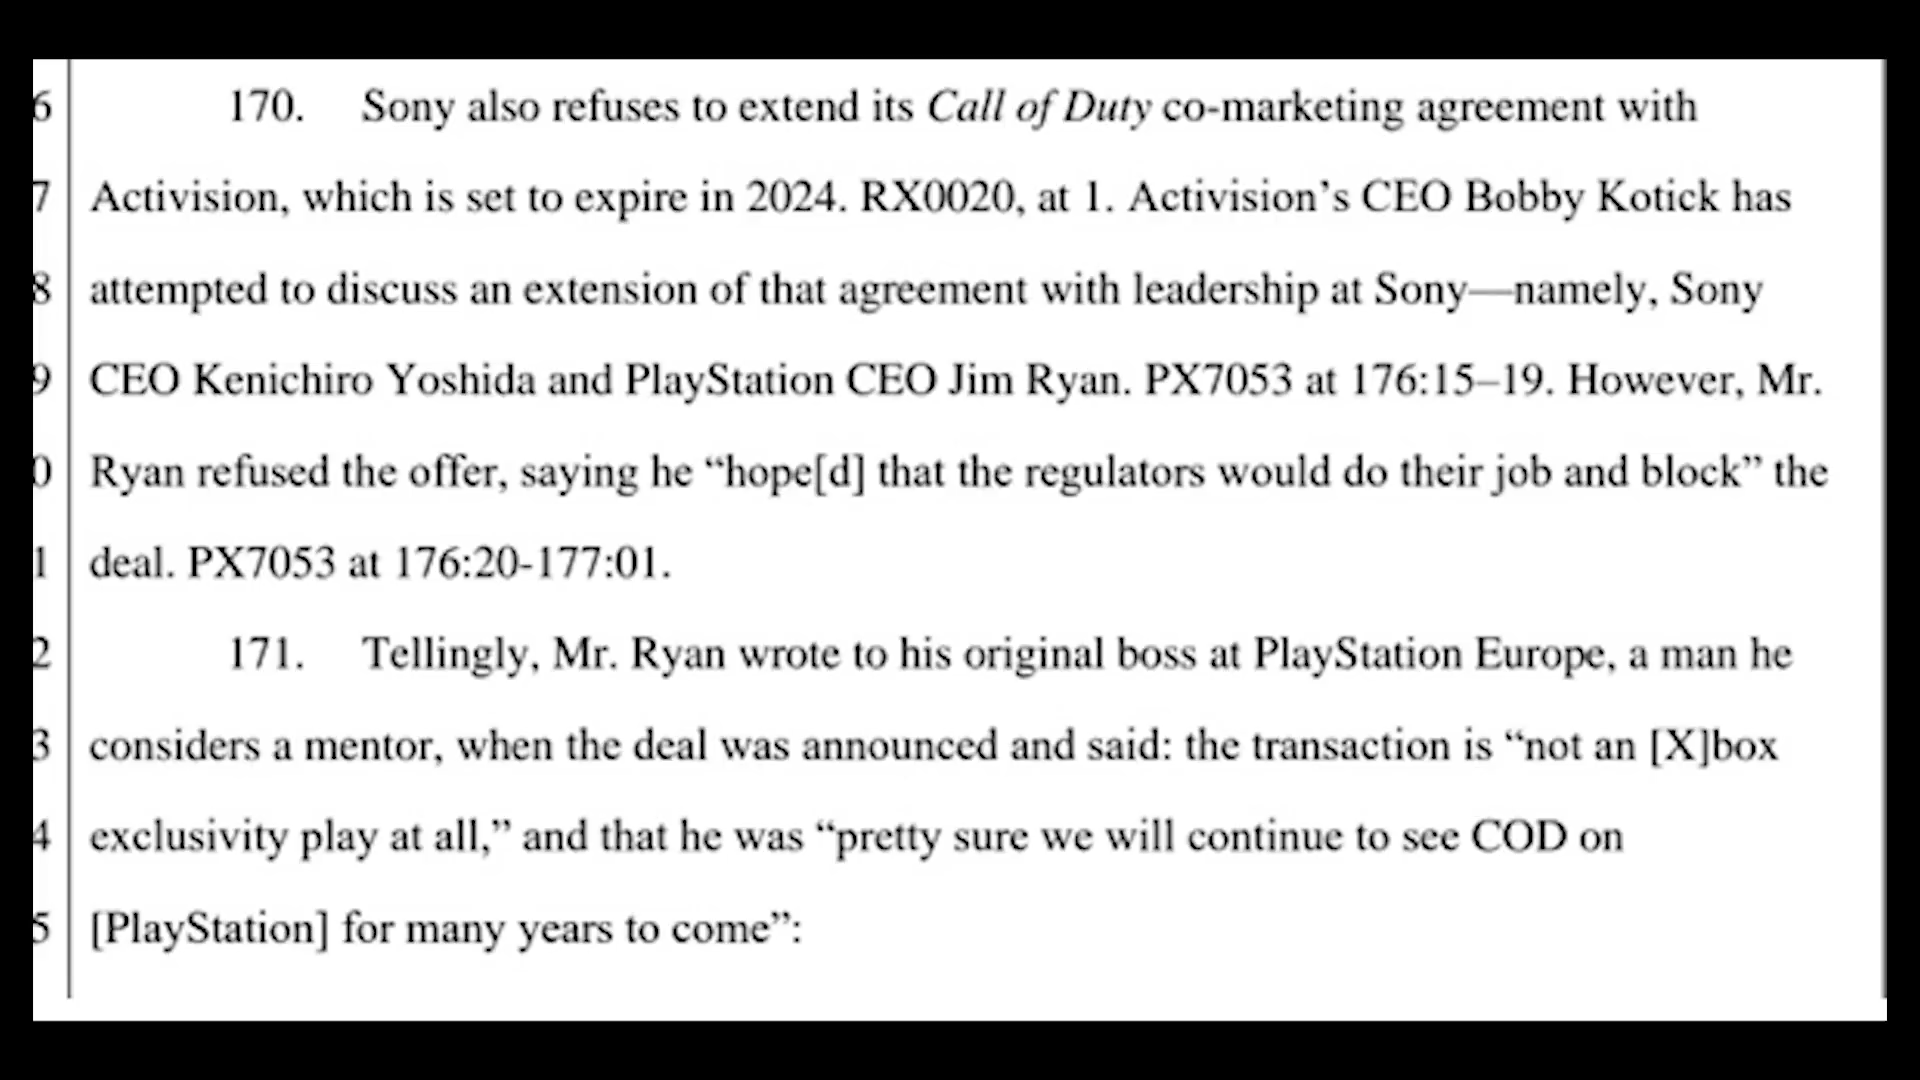 6 170. Sony also refuses to extend its Call of Duty co-marketing agreement with
7 Activision, which is set to expire in 2024. RX0020, at 1. Activision’s CEO Bobby Kotick has
8 attempted to discuss an extension of that agreement with leadership at Sony—namely, Sony
9 CEO Kenichiro Yoshida and PlayStation CEO Jim Ryan. PX7053 at 176:15–19. However, Mr.
0 Ryan refused the offer, saying he “hope[d] that the regulators would do their job and block” the
1 deal. PX7053 at 176:20-177:01.
2 171. Tellingly, Mr. Ryan wrote to his original boss at PlayStation Europe, a man he
3 considers a mentor, when the deal was announced and said: the transaction is “not an [X]box
4 exclusivity play at all,” and that he was “pretty sure we will continue to see COD on
5 [PlayStation] for many years to come”: